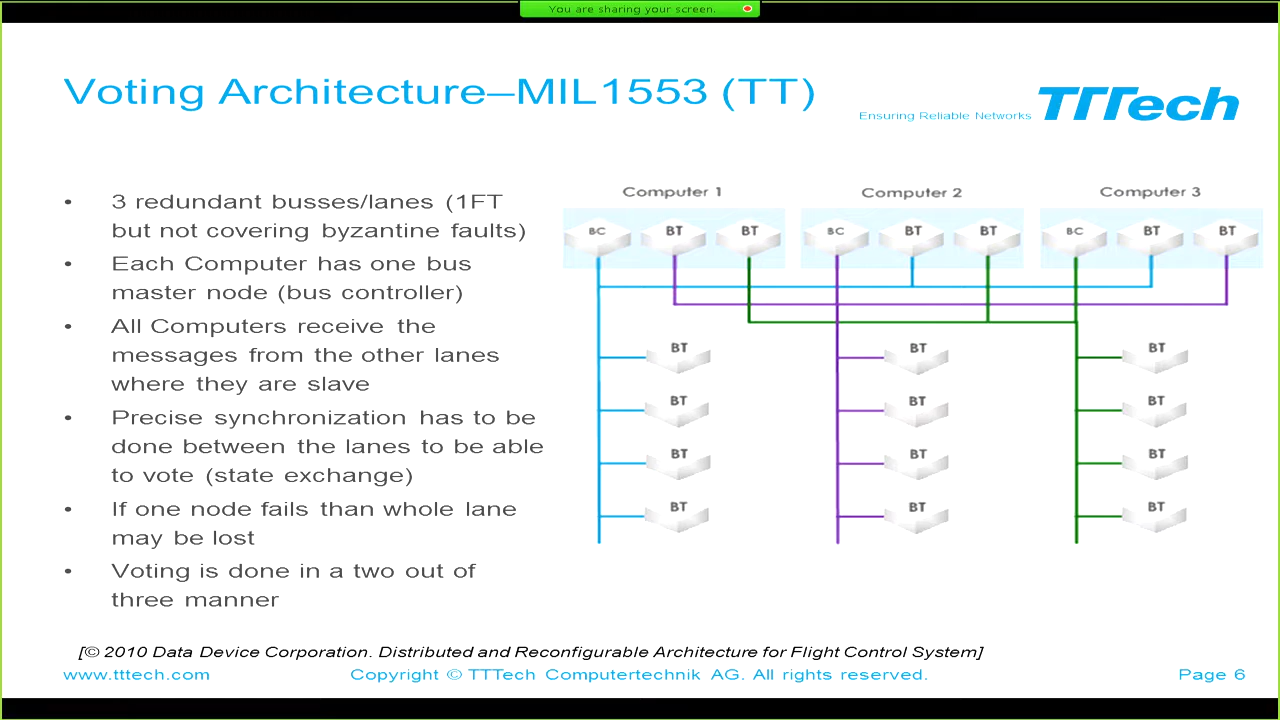 You are sharing your screen.
Voting Architecture–MIL1553 (TT)
Ensuring Reliable Networks
TTTech
• 3 redundant busses/lanes (1FT
but not covering byzantine faults)
• Each Computer has one bus
master node (bus controller)
• All Computers receive the
messages from the other lanes
where they are slave
• Precise synchronization has to be
done between the lanes to be able
to vote (state exchange)
• If one node fails than whole lane
may be lost
• Voting is done in a two out of
three manner
Computer 1 Computer 2 Computer 3
BC BT BT BC BT BT BC BT BT
BT BT BT
BT BT BT
BT BT BT
BT BT BT
[© 2010 Data Device Corporation. Distributed and Reconfigurable Architecture for Flight Control System]
www.tttech.com Copyright © TTTech Computertechnik AG. All rights reserved. Page 6